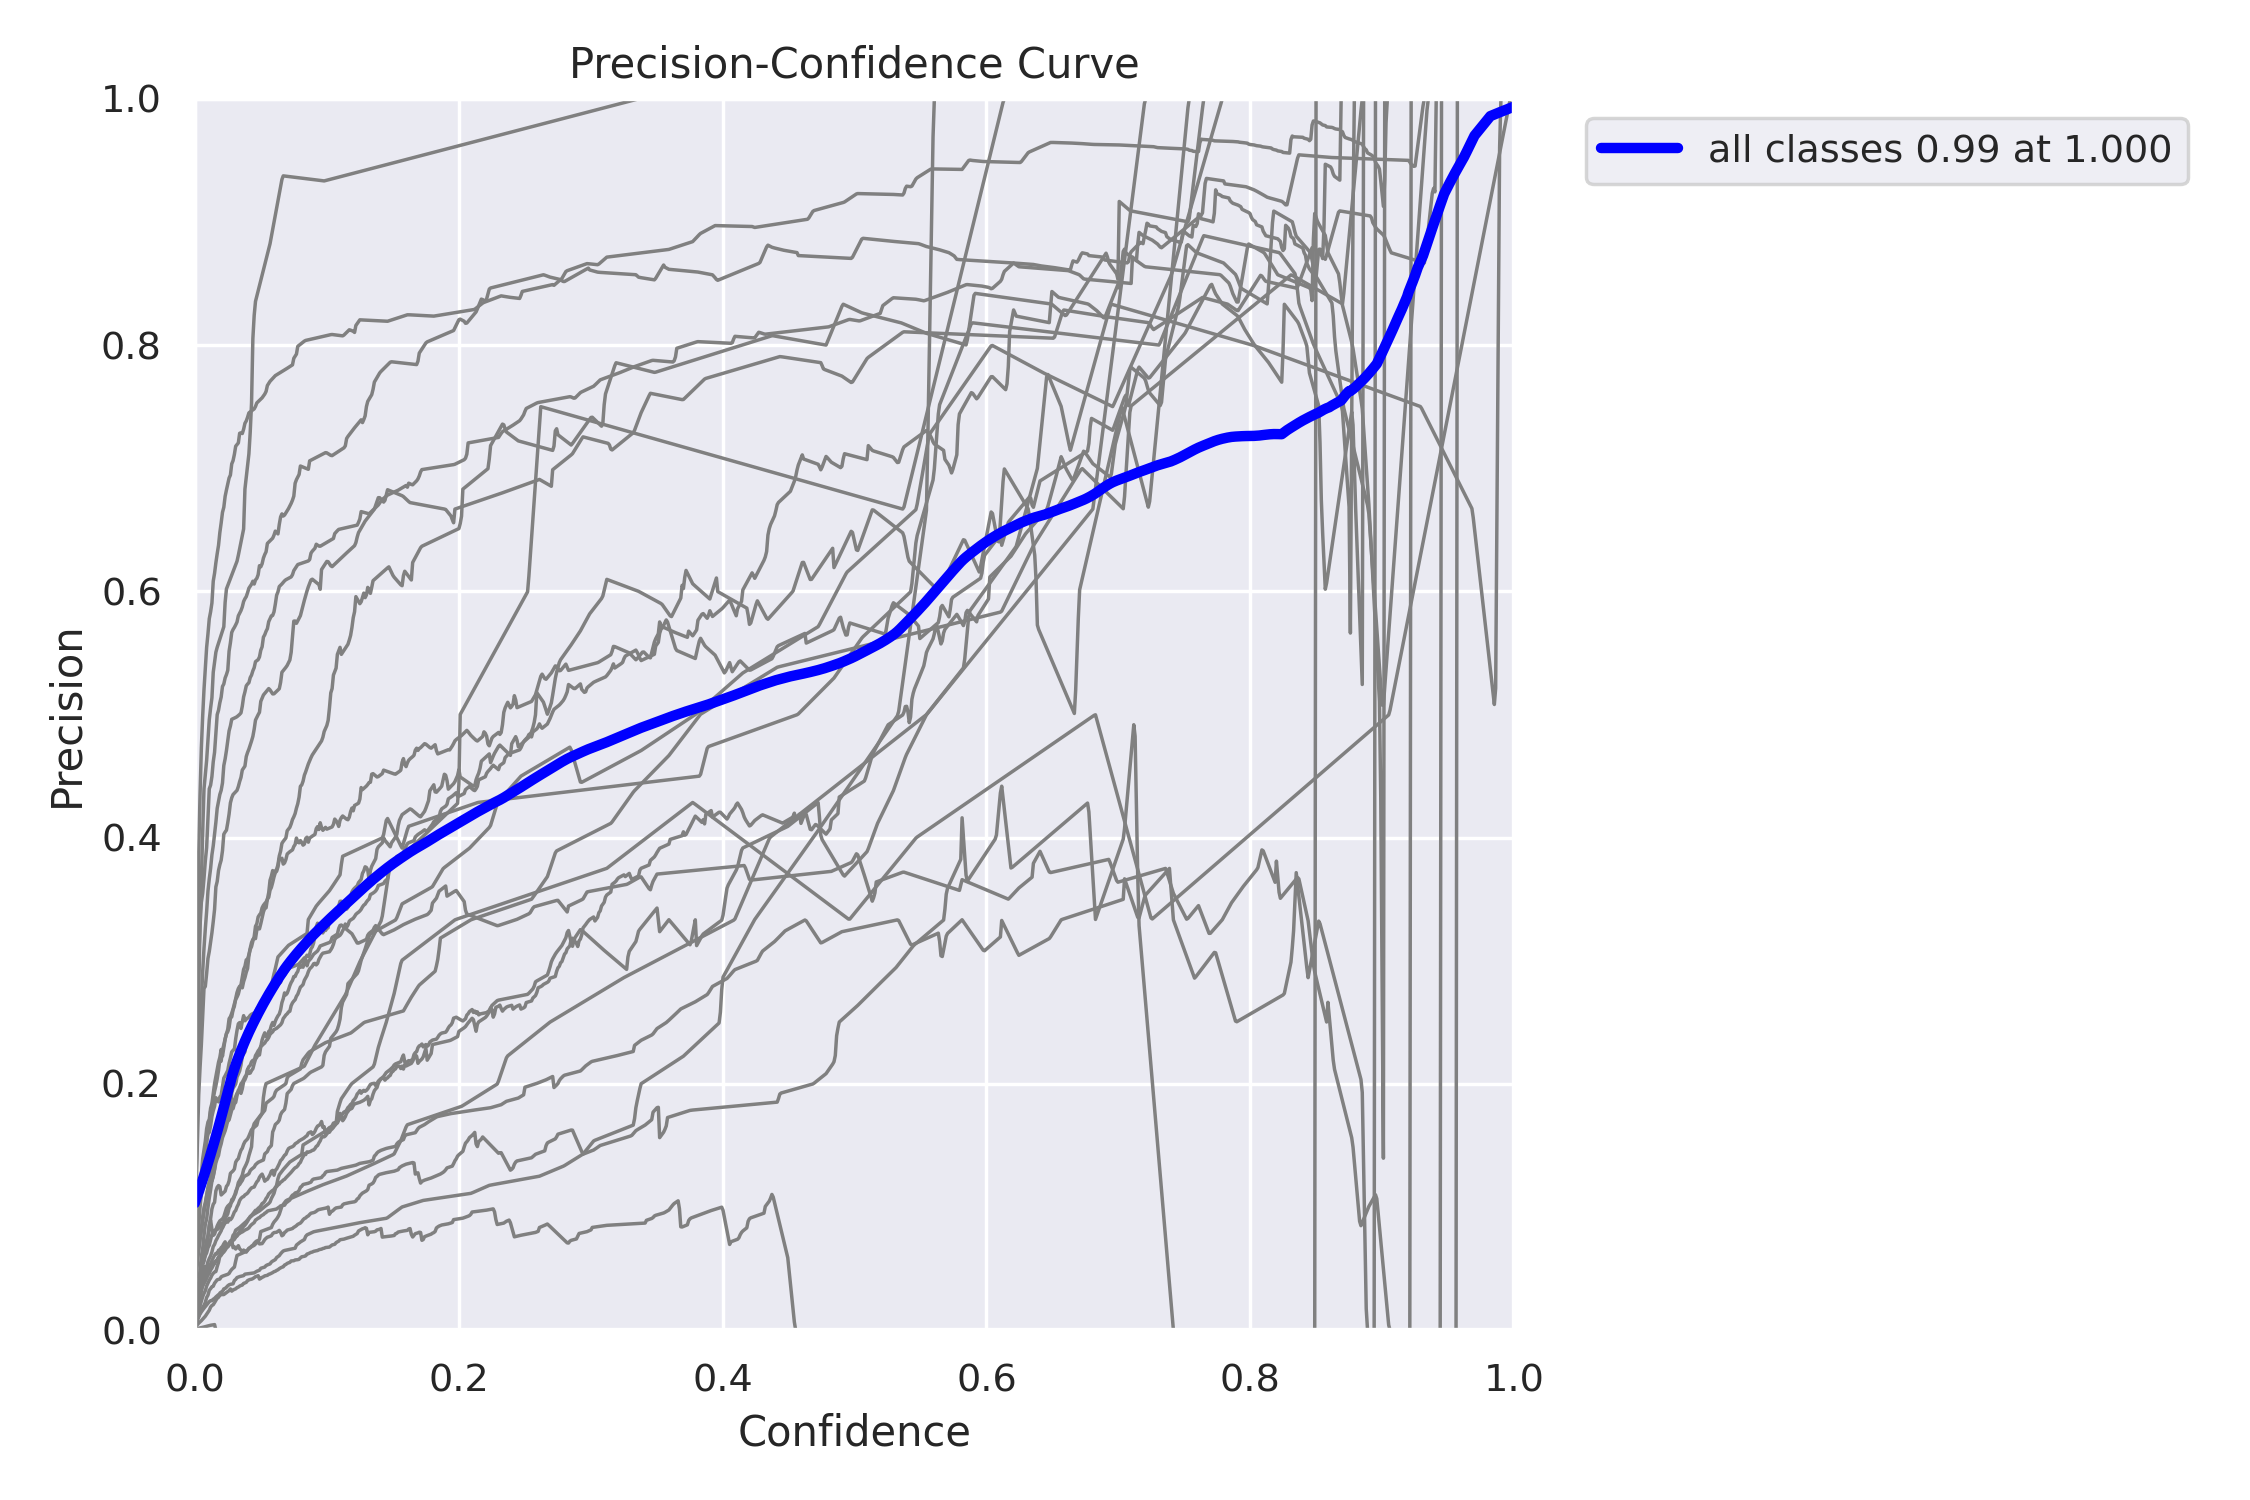 Precision-Confidence Curve
1.0
all classes 0.99 at 1.000
0.8
0.6
Precision
0.4
0.2
0.0
0.0 0.2 0.4 0.6 0.8 1.0
Confidence